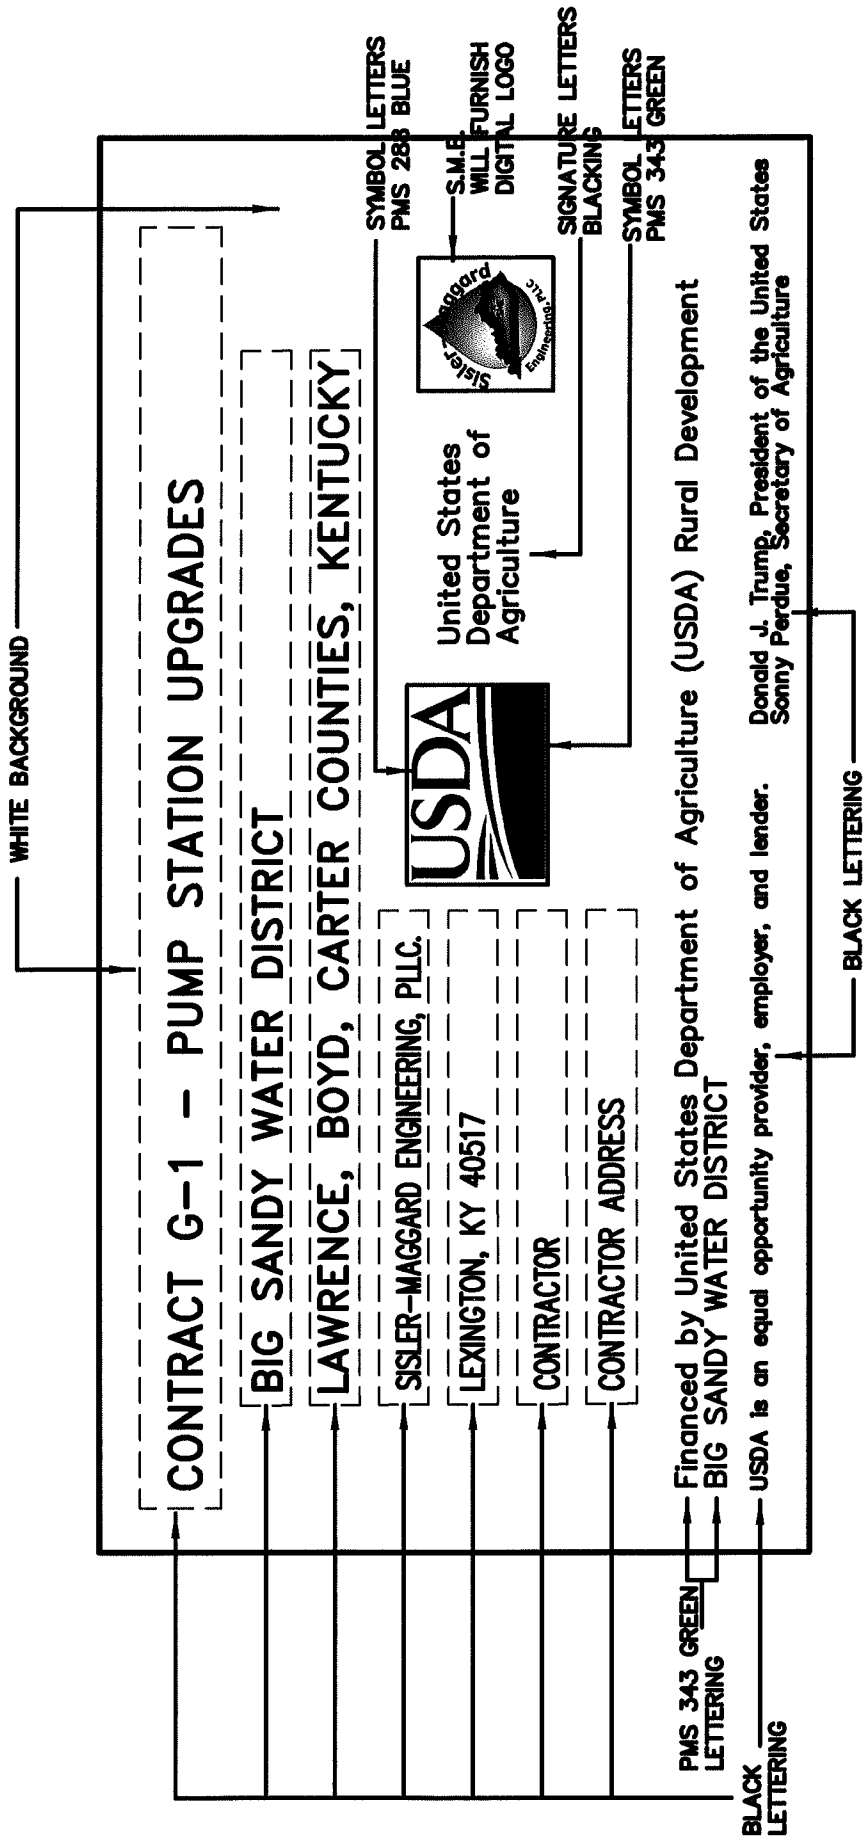 WHITE BACKGROUND
CONTRACT G-1 - PUMP STATION UPGRADES
BIG SANDY WATER DISTRICT
LAWRENCE, BOYD, CARTER COUNTIES, KENTUCKY
SISLER-MAGGARD ENGINEERING, PLLC.
LEXINGTON, KY 40517
CONTRACTOR
CONTRACTOR ADDRESS
USDA
United States
Department of
Agriculture
Sisler-Maggard
Engineering, PLLC
SYMBOL LETTERS
PMS 288 BLUE
S.M.E.
WILL FURNISH
DIGITAL LOGO
SIGNATURE LETTERS
BLACKING
SYMBOL LETTERS
PMS 343 GREEN
PMS 343 GREEN
LETTERING
Financed by United States Department of Agriculture (USDA) Rural Development
BIG SANDY WATER DISTRICT
USDA is an equal opportunity provider, employer, and lender.
Donald J. Trump, President of the United States
Sonny Perdue, Secretary of Agriculture
BLACK
LETTERING
BLACK LETTERING